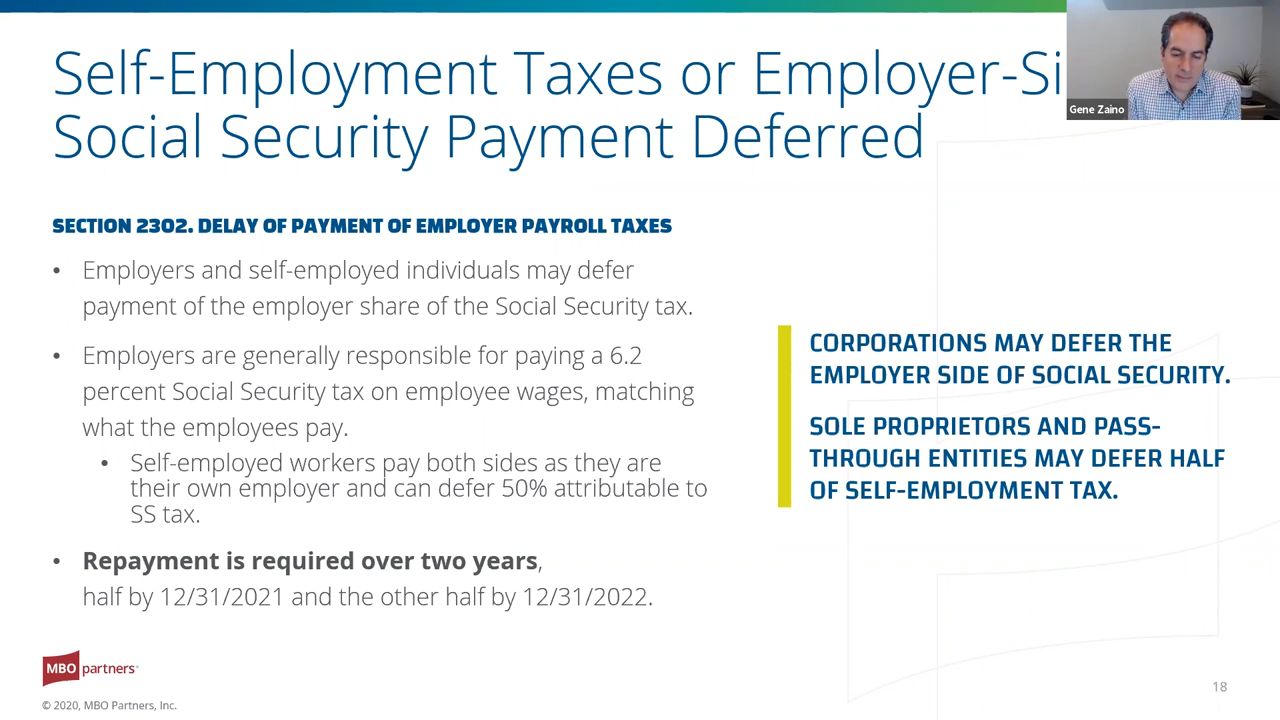 Self-Employment Taxes or Employer-Si
Social Security Payment Deferred
Gene Zaino
SECTION 2302. DELAY OF PAYMENT OF EMPLOYER PAYROLL TAXES
• Employers and self-employed individuals may defer
payment of the employer share of the Social Security tax.
• Employers are generally responsible for paying a 6.2
percent Social Security tax on employee wages, matching
what the employees pay.
• Self-employed workers pay both sides as they are
their own employer and can defer 50% attributable to
SS tax.
• Repayment is required over two years,
half by 12/31/2021 and the other half by 12/31/2022.
CORPORATIONS MAY DEFER THE
EMPLOYER SIDE OF SOCIAL SECURITY.
SOLE PROPRIETORS AND PASS-
THROUGH ENTITIES MAY DEFER HALF
OF SELF-EMPLOYMENT TAX.
MBO partners
© 2020, MBO Partners, Inc.
18